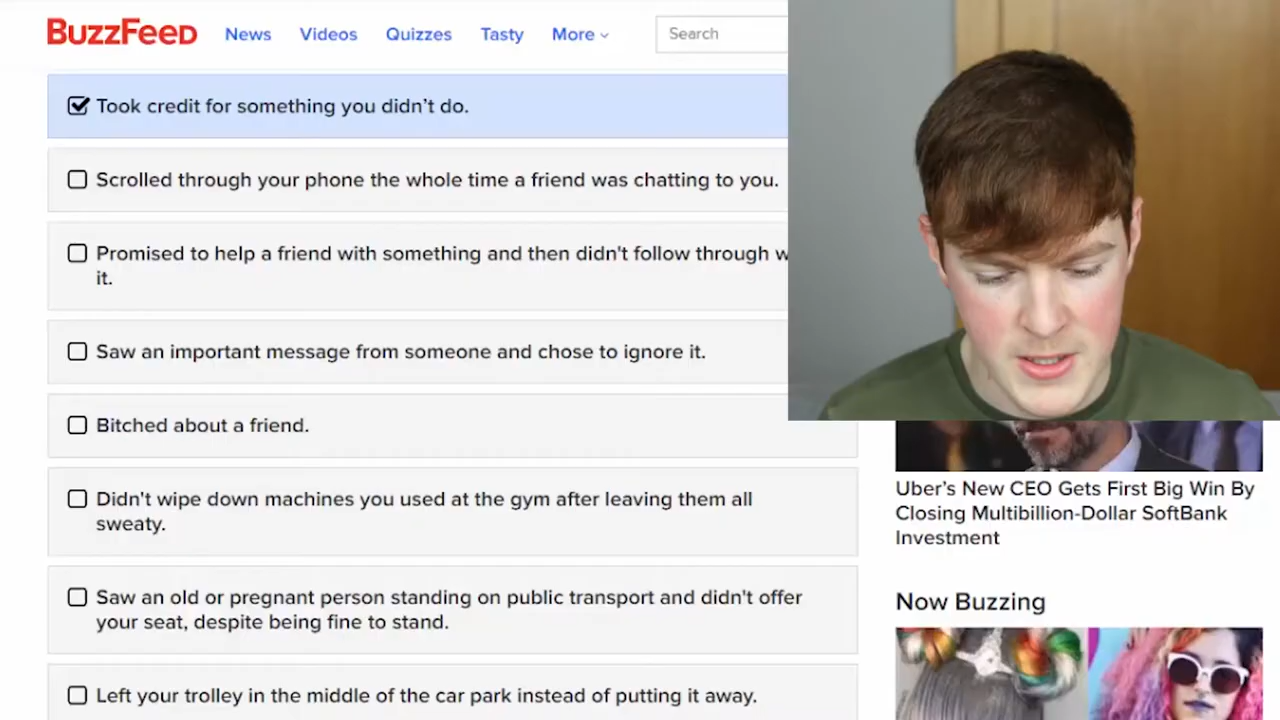 BuzzFeed News Videos Quizzes Tasty More Search
Took credit for something you didn’t do.
Scrolled through your phone the whole time a friend was chatting to you.
Promised to help a friend with something and then didn't follow through w
it.
Saw an important message from someone and chose to ignore it.
Bitched about a friend.
Didn't wipe down machines you used at the gym after leaving them all
sweaty.
Saw an old or pregnant person standing on public transport and didn't offer
your seat, despite being fine to stand.
Left your trolley in the middle of the car park instead of putting it away.
Uber’s New CEO Gets First Big Win By
Closing Multibillion-Dollar SoftBank
Investment
Now Buzzing